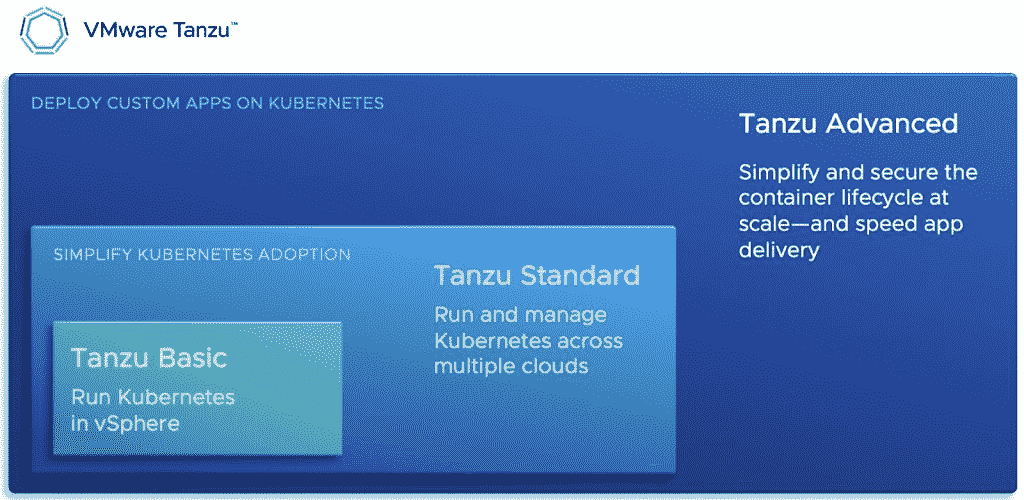 VMware Tanzu™
DEPLOY CUSTOM APPS ON KUBERNETES
Tanzu Advanced
Simplify and secure the
container lifecycle at
scale—and speed app
delivery
SIMPLIFY KUBERNETES ADOPTION
Tanzu Standard
Run and manage
Kubernetes across
multiple clouds
Tanzu Basic
Run Kubernetes
in vSphere